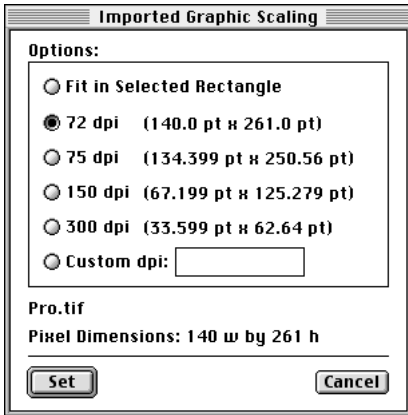 Imported Graphic Scaling
Options:
Fit in Selected Rectangle
72 dpi (140.0 pt x 261.0 pt)
75 dpi (134.399 pt x 250.56 pt)
150 dpi (67.199 pt x 125.279 pt)
300 dpi (33.599 pt x 62.64 pt)
Custom dpi:
Pro.tif
Pixel Dimensions: 140 w by 261 h
Set Cancel